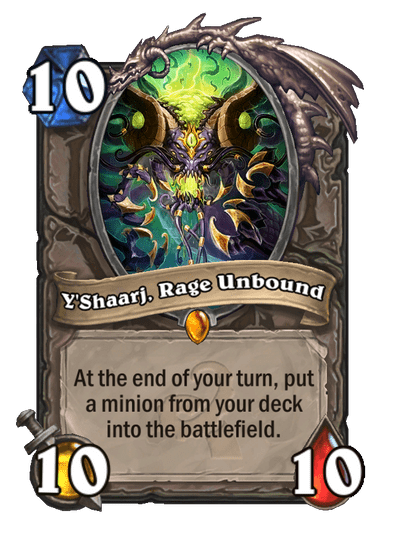 10
Y'Shaarj, Rage Unbound
At the end of your turn, put
a minion from your deck
into the battlefield.
10
10